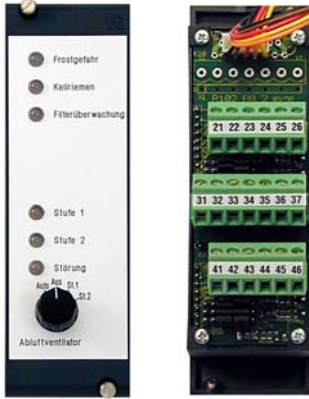 Frostgefahr
Keilriemen
Filterüberwachung
Stufe 1
Stufe 2
Störung
Auto Aus St.1
St.2
Abluftventilator
21 22 23 24 25 26
31 32 33 34 35 36 37
41 42 43 44 45 46